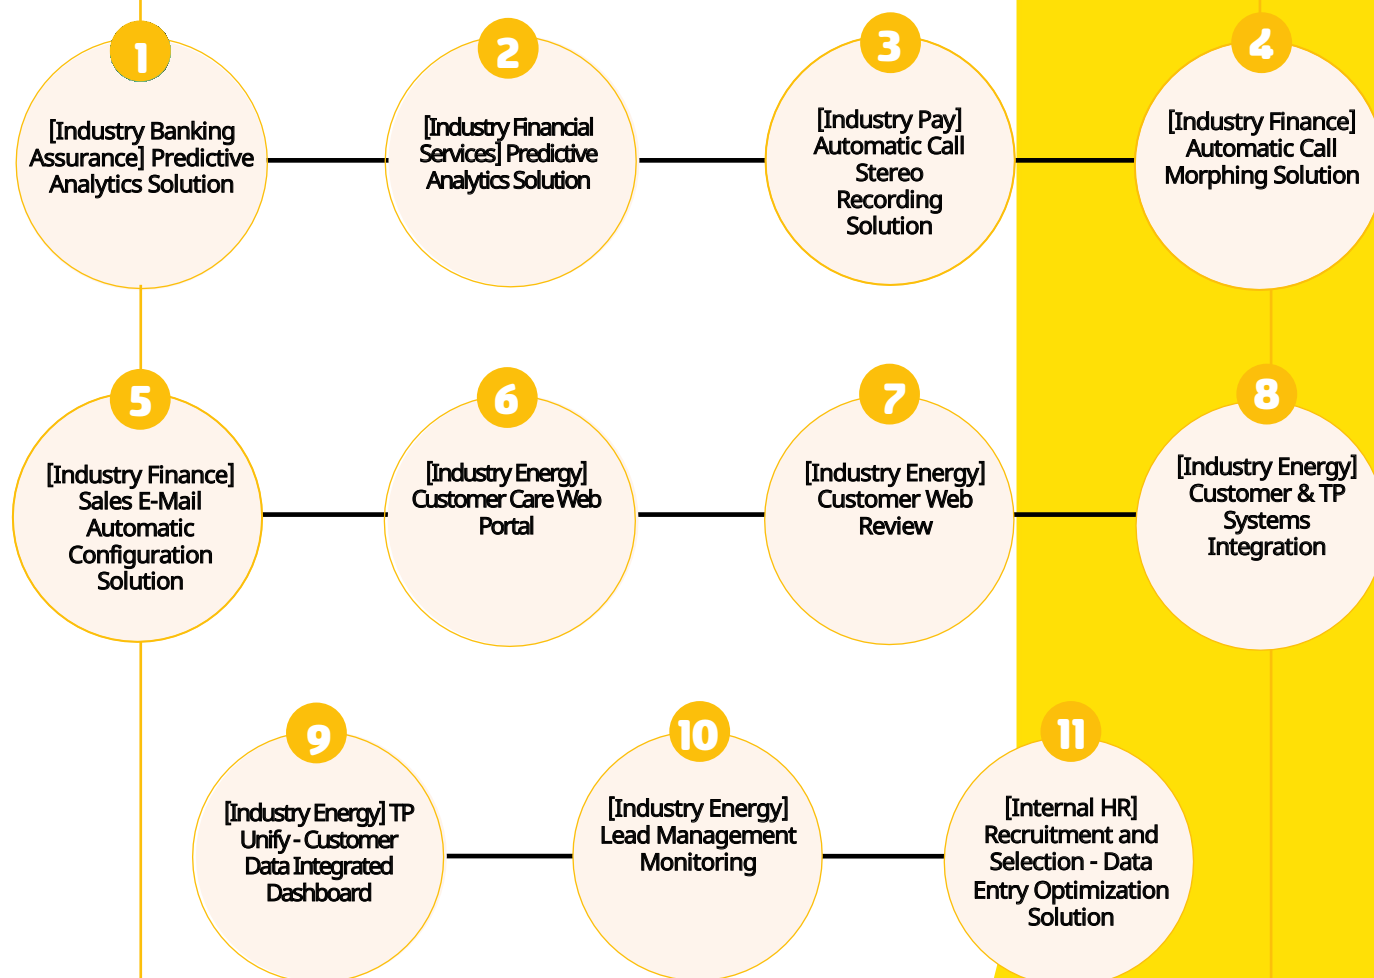 1
[Industry Banking
Assurance] Predictive
Analytics Solution
2
[Industry Financial
Services] Predictive
Analytics Solution
3
[Industry Pay]
Automatic Call
Stereo
Recording
Solution
4
[Industry Finance]
Automatic Call
Morphing Solution
5
[Industry Finance]
Sales E-Mail
Automatic
Configuration
Solution
6
[Industry Energy]
Customer Care Web
Portal
7
[Industry Energy]
Customer Web
Review
8
[Industry Energy]
Customer & TP
Systems
Integration
9
[Industry Energy] TP
Unify - Customer
Data Integrated
Dashboard
10
[Industry Energy]
Lead Management
Monitoring
11
[Internal HR]
Recruitment and
Selection - Data
Entry Optimization
Solution